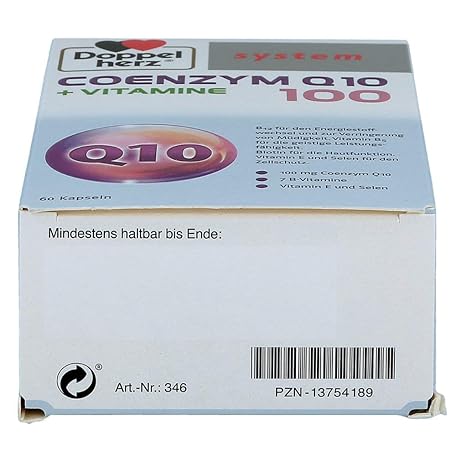 Doppel
herz®
system
COENZYM Q10
+ VITAMINE 100
Q10
B₁₂ für den Energiestoff-
wechsel und zur Verringerung
von Müdigkeit, Vitamin B₅
für die geistige Leistungs-
fähigkeit
Biotin für die Herzfunktion,
Vitamin E und Selen für den
Zellschutz.
100 mg Coenzym Q10
7 B-Vitamine
Vitamin E und Selen
60 Kapseln
Mindestens haltbar bis Ende:
®
Art.-Nr.: 346
PZN-13754189